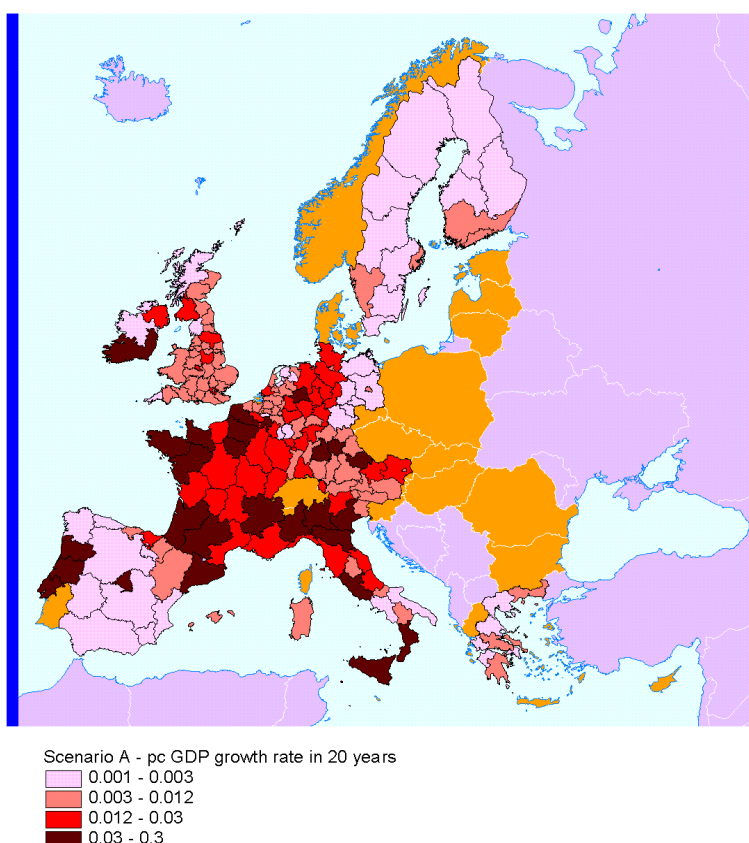 Scenario A - pc GDP growth rate in 20 years
0.001 - 0.003
0.003 - 0.012
0.012 - 0.03
0.03 - 0.3